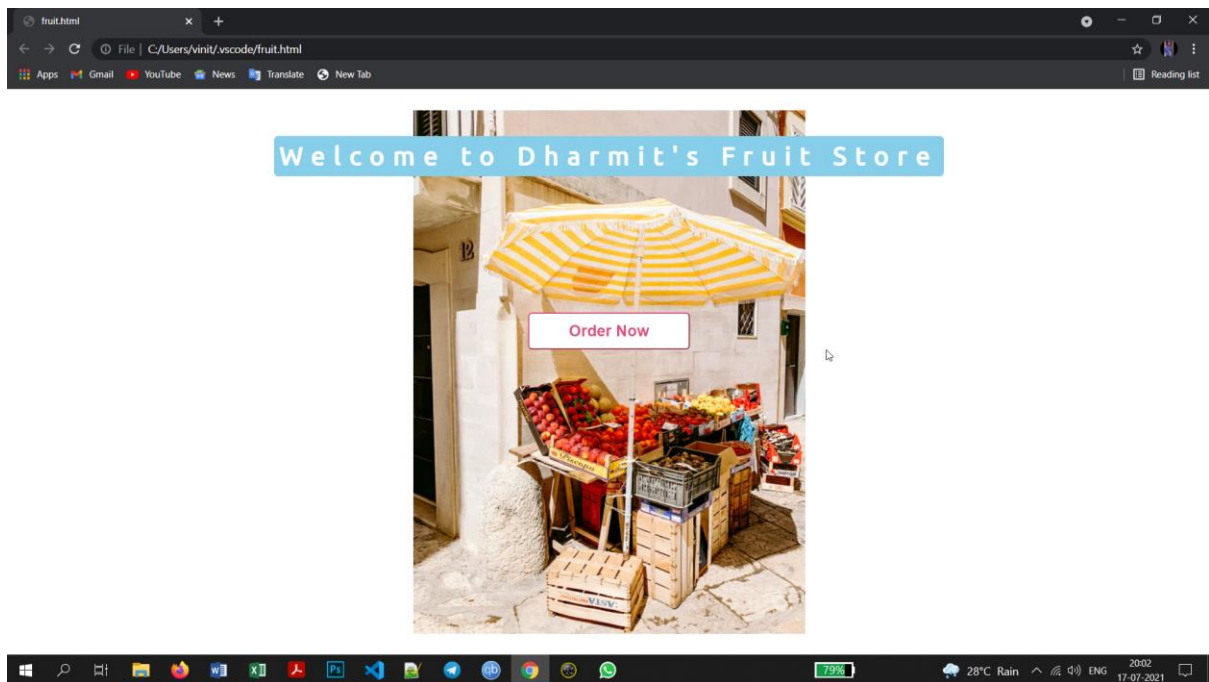 fruit.html
File | C:/Users/vinit/.vscode/fruit.html
Apps Gmail YouTube News Translate New Tab Reading list
Welcome to Dharmit's Fruit Store
12
Order Now
79% 28°C Rain ENG 20:02
17-07-2021